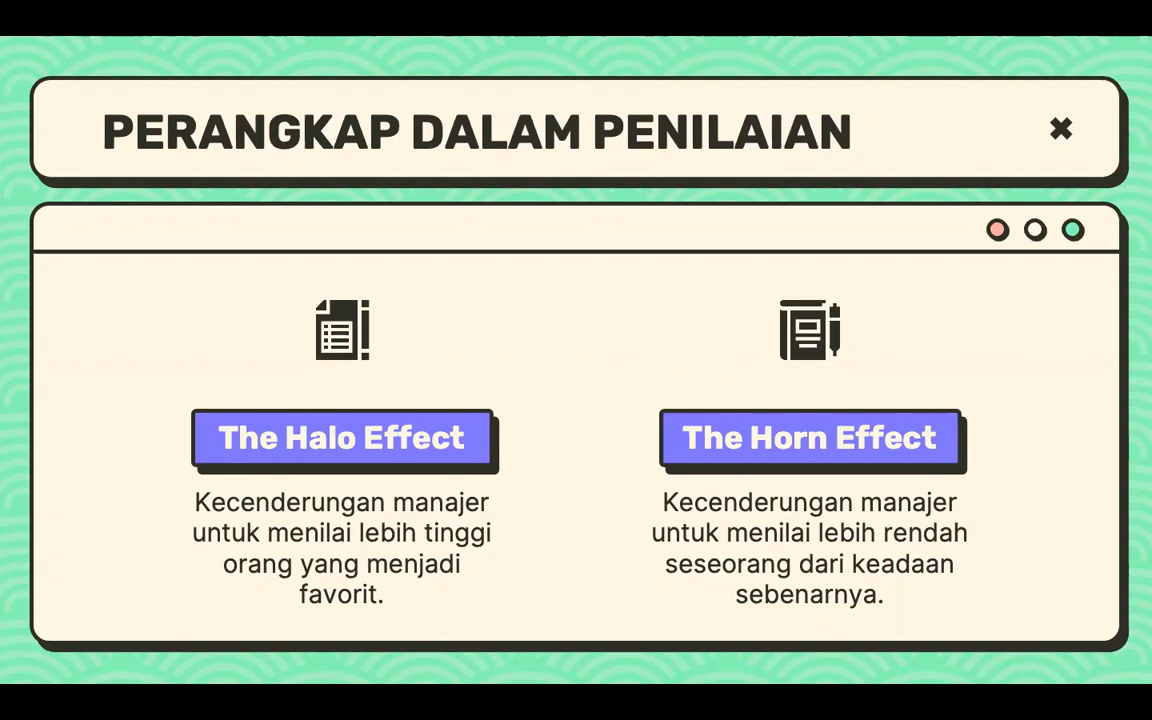 PERANGKAP DALAM PENILAIAN
The Halo Effect
Kecenderungan manajer
untuk menilai lebih tinggi
orang yang menjadi
favorit.
The Horn Effect
Kecenderungan manajer
untuk menilai lebih rendah
seseorang dari keadaan
sebenarnya.